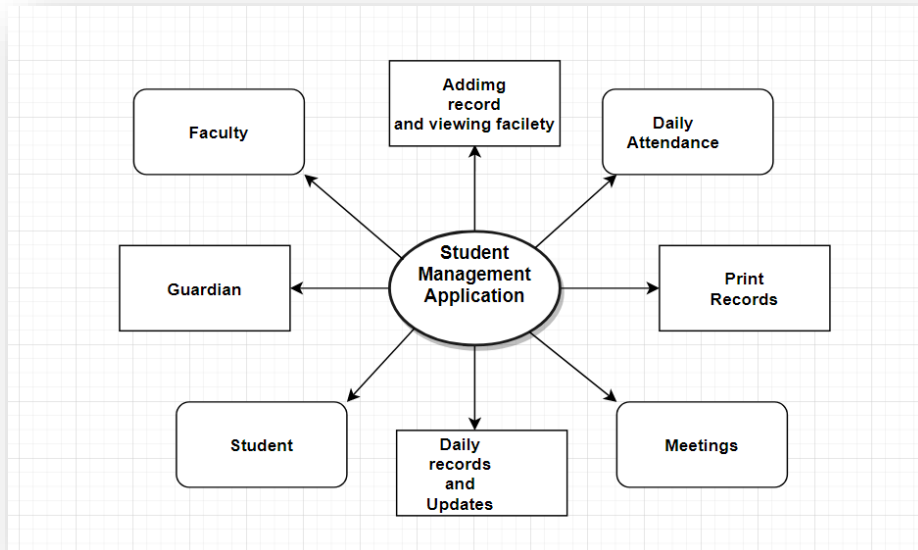 Addimg
record
and viewing facilety
Faculty
Daily
Attendance
Student
Management
Application
Guardian
Print
Records
Student
Daily
records
and
Updates
Meetings